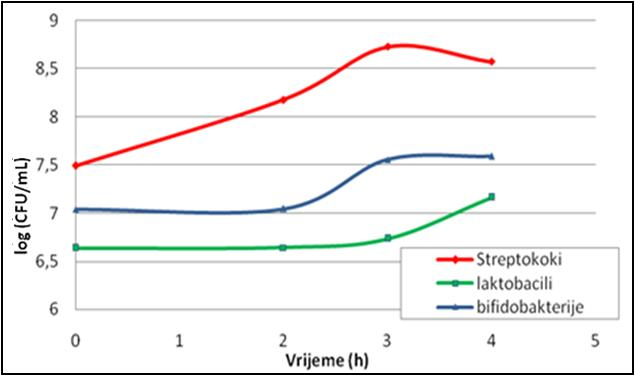 9
8,5
8
7,5
7
6,5
6
log (CFU/mL)
0
1
2
3
4
5
Vrijeme (h)
Streptokoki
laktobacili
bifidobakterije